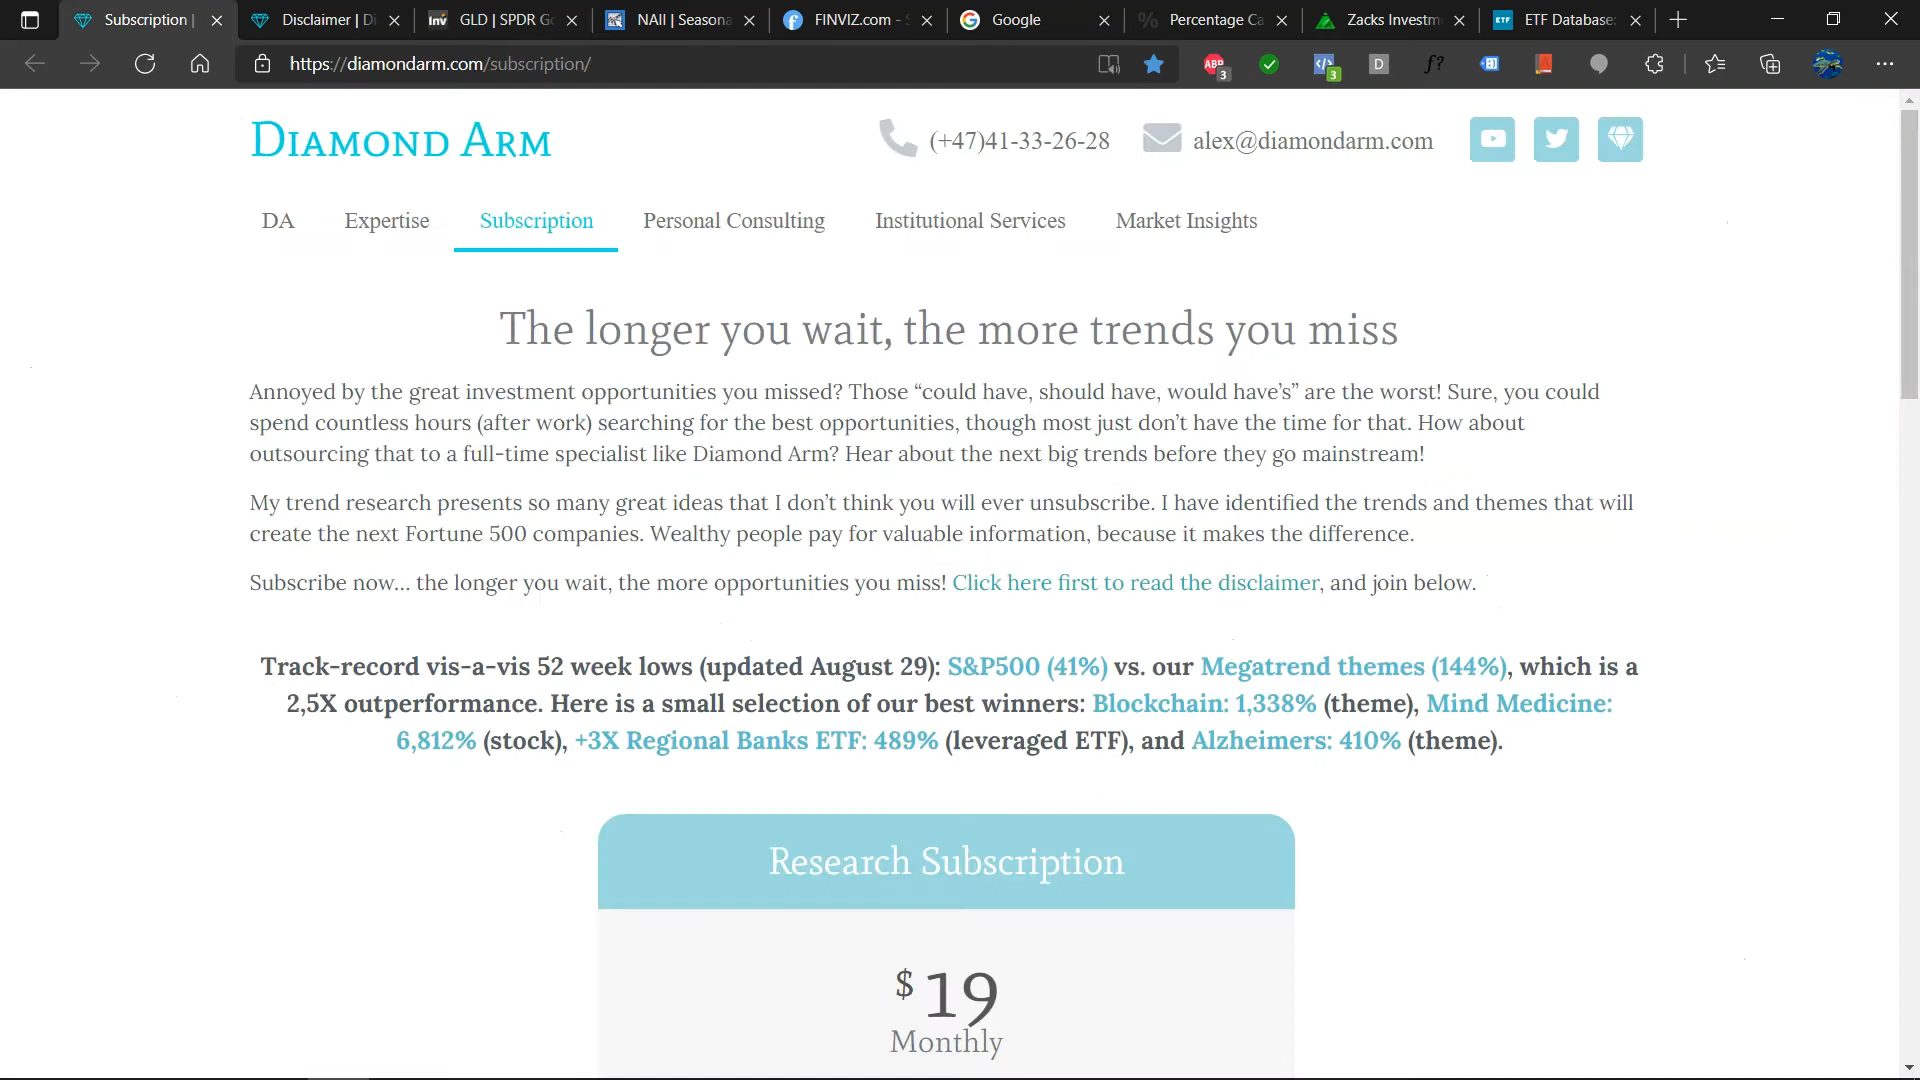 Subscription |
Disclaimer | Di
inv GLD | SPDR Go
NAII | Seasona
FINVIZ.com - S
Google
% Percentage Ca
Zacks Investm
ETF ETF Database:
https://diamondarm.com/subscription/
ABP 3
</> 3
D
f?
DIAMOND ARM
(+47)41-33-26-28
alex@diamondarm.com
DA Expertise Subscription Personal Consulting Institutional Services Market Insights
The longer you wait, the more trends you miss
Annoyed by the great investment opportunities you missed? Those “could have, should have, would have’s” are the worst! Sure, you could
spend countless hours (after work) searching for the best opportunities, though most just don’t have the time for that. How about
outsourcing that to a full-time specialist like Diamond Arm? Hear about the next big trends before they go mainstream!
My trend research presents so many great ideas that I don’t think you will ever unsubscribe. I have identified the trends and themes that will
create the next Fortune 500 companies. Wealthy people pay for valuable information, because it makes the difference.
Subscribe now… the longer you wait, the more opportunities you miss! Click here first to read the disclaimer, and join below.
Track-record vis-a-vis 52 week lows (updated August 29): S&P500 (41%) vs. our Megatrend themes (144%), which is a
2,5X outperformance. Here is a small selection of our best winners: Blockchain: 1,338% (theme), Mind Medicine:
6,812% (stock), +3X Regional Banks ETF: 489% (leveraged ETF), and Alzheimers: 410% (theme).
Research Subscription
$19
Monthly